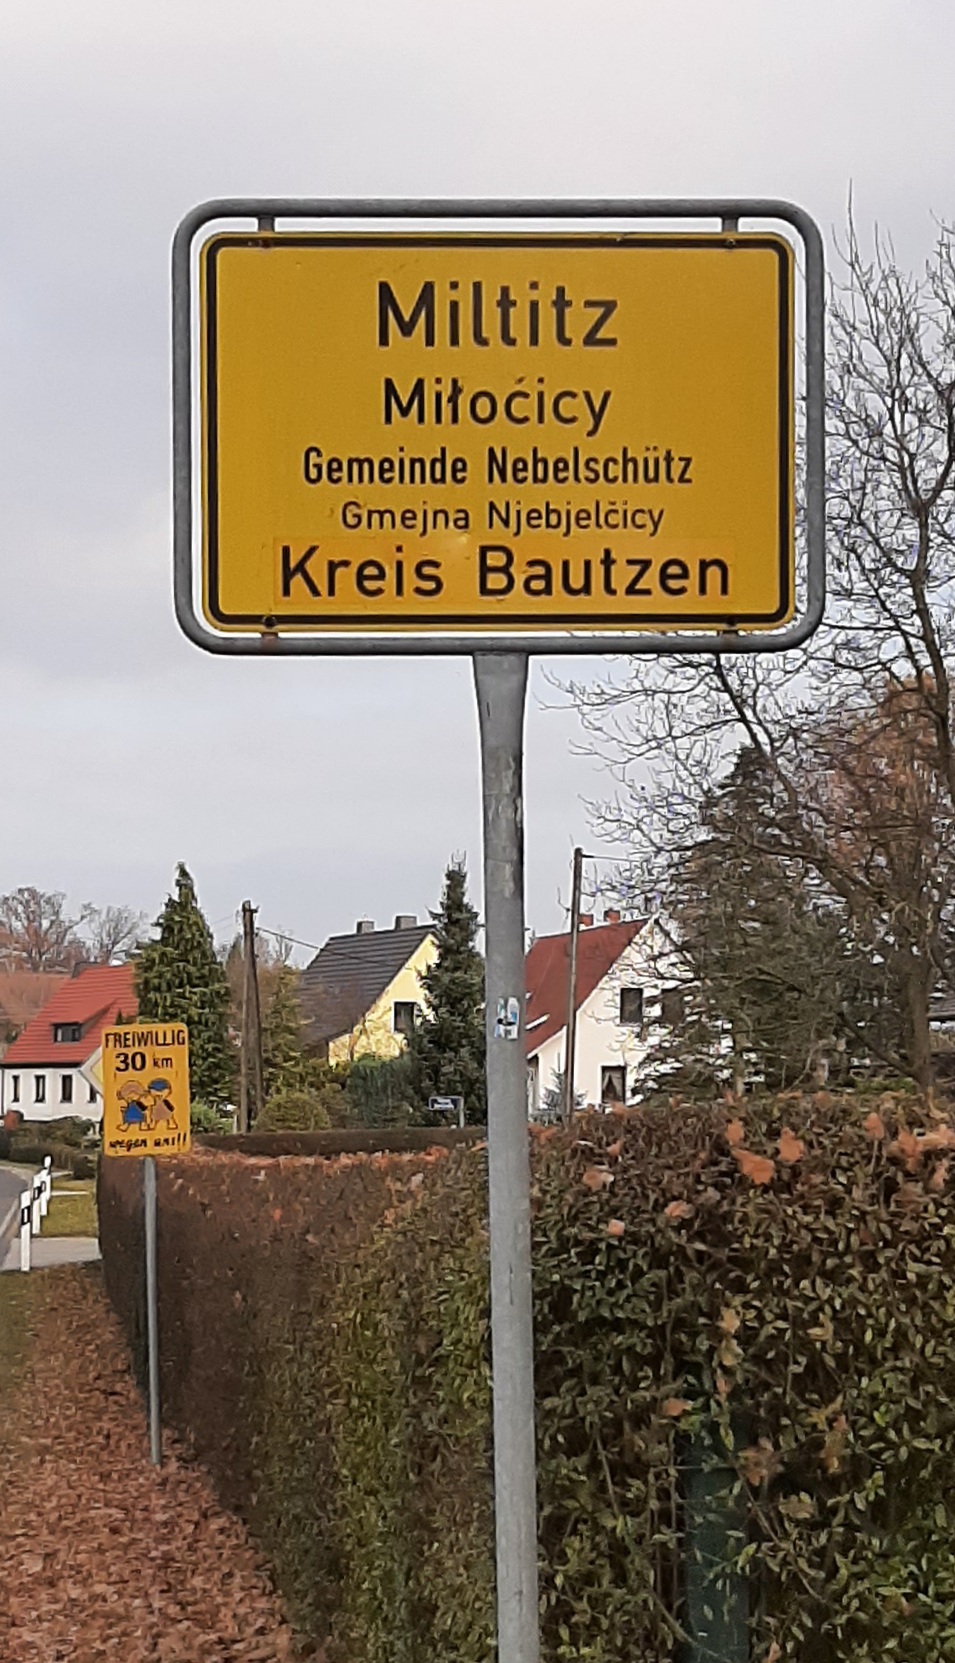 Miltitz
Miłoćicy
Gemeinde Nebelschütz
Gmejna Njebjelčicy
Kreis Bautzen
FREIWILLIG
30 km
wegen uns!!